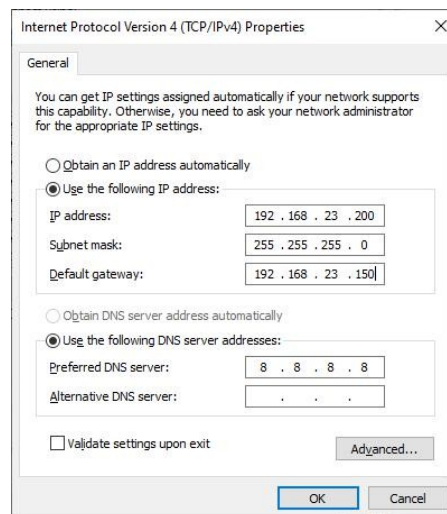 Internet Protocol Version 4 (TCP/IPv4) Properties
General
You can get IP settings assigned automatically if your network supports
this capability. Otherwise, you need to ask your network administrator
for the appropriate IP settings.
Obtain an IP address automatically
Use the following IP address:
IP address: 192 . 168 . 23 . 200
Subnet mask: 255 . 255 . 255 . 0
Default gateway: 192 . 168 . 23 . 150
Obtain DNS server address automatically
Use the following DNS server addresses:
Preferred DNS server: 8 . 8 . 8 . 8
Alternative DNS server: . . .
Validate settings upon exit
Advanced...
OK Cancel